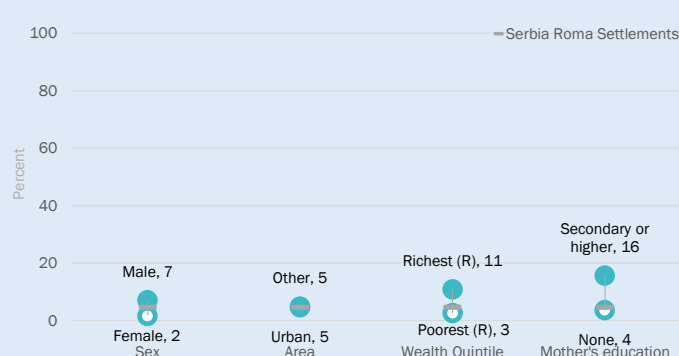 Serbia Roma Settlements
100
80
60
40
20
0
Percent
Male, 7
Female, 2
Sex
Other, 5
Urban, 5
Area
Richest (R), 11
Poorest (R), 3
Wealth Quintile
Secondary or
higher, 16
None, 4
Mother's education